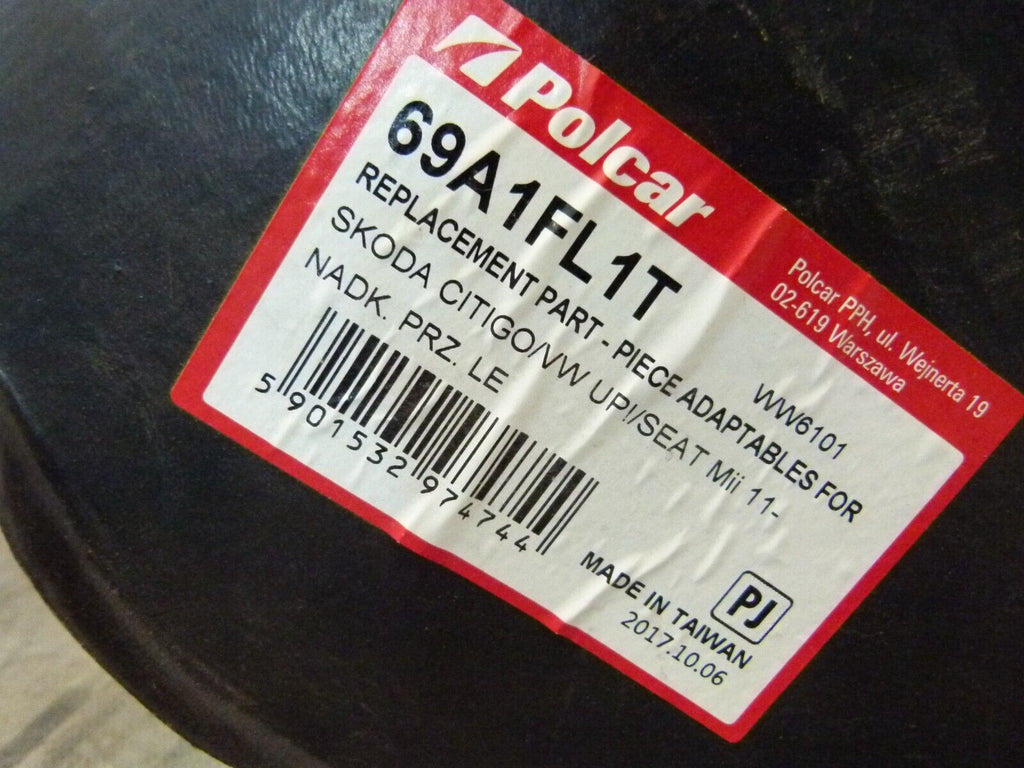 Polcar
Polcar PPH, ul. Wejnerta 19
02-619 Warszawa
69A1FL1T
WW6101
REPLACEMENT PART - PIECE ADAPTABLES FOR
SKODA CITIGO/VW UP!/SEAT Mii 11-
NADK. PRZ. LE
5 901532 974744
PJ
MADE IN TAIWAN
2017.10.06